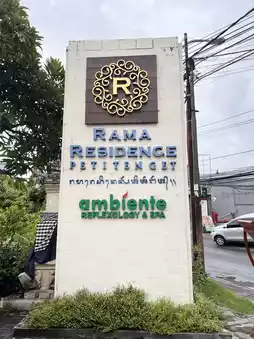 R
RAMA
RESIDENCE
PETITENGET
ambiente
REFLEXOLOGY & SPA